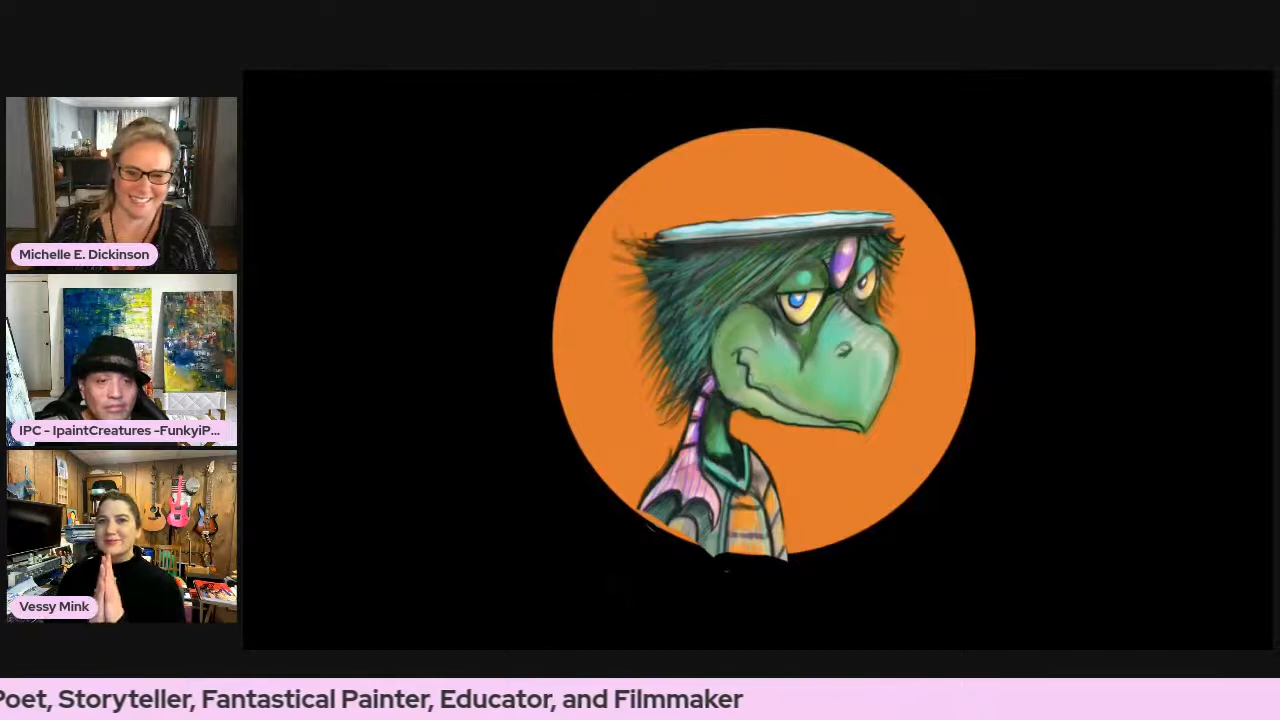 Michelle E. Dickinson
IPC - IpaintCreatures -FunkyiP...
Vessy Mink
Poet, Storyteller, Fantastical Painter, Educator, and Filmmaker